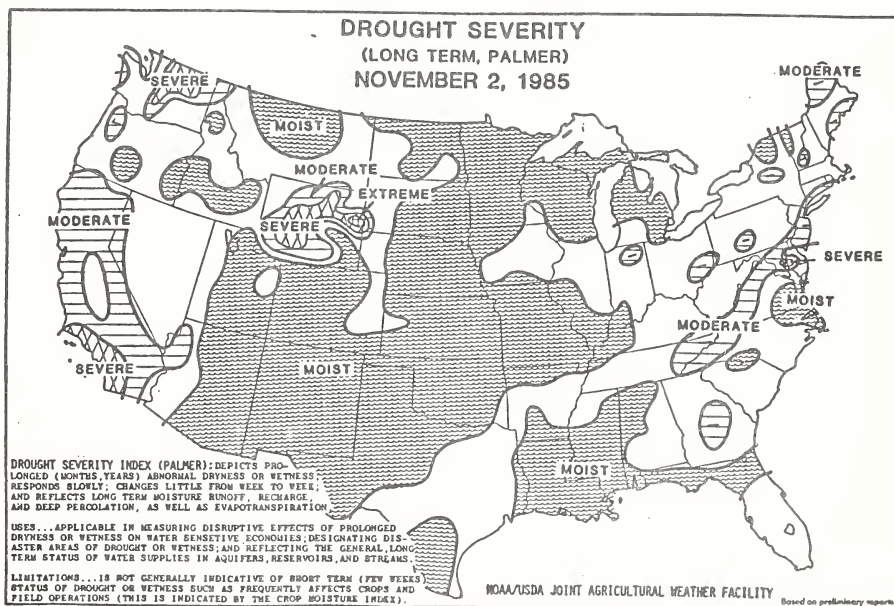 DROUGHT SEVERITY
(LONG TERM, PALMER)
NOVEMBER 2, 1985
MODERATE
SEVERE
MOIST
MODERATE
EXTREME
MODERATE
SEVERE
SEVERE
MOIST
MODERATE
SEVERE
MOIST
MOIST
DROUGHT SEVERITY INDEX (PALMER): DEPICTS PRO-
LONGED (MONTHS, YEARS) ABNORMAL DRYNESS OR WETNESS;
RESPONDS SLOWLY; CHANGES LITTLE FROM WEEK TO WEEK;
AND REFLECTS LONG TERM MOISTURE RUNOFF, RECHARGE,
AND DEEP PERCOLATION, AS WELL AS EVAPOTRANSPIRATION
USES...APPLICABLE IN MEASURING DISRUPTIVE EFFECTS OF PROLONGED
DRYNESS OR WETNESS ON WATER SENSETIVE ECONOMIES; DESIGNATING DIS-
ASTER AREAS OF DROUGHT OR WETNESS; AND REFLECTING THE GENERAL, LONG
TERM STATUS OF WATER SUPPLIES IN AQUIFERS, RESERVOIRS, AND STREAMS.
LIMITATIONS...IS NOT GENERALLY INDICATIVE OF SHORT TERM (FEW WEEKS)
STATUS OF DROUGHT OR WETNESS SUCH AS FREQUENTLY AFFECTS CROPS AND
FIELD OPERATIONS (THIS IS INDICATED BY THE CROP MOISTURE INDEX).
NOAA/USDA JOINT AGRICULTURAL WEATHER FACILITY
Based on preliminary reports